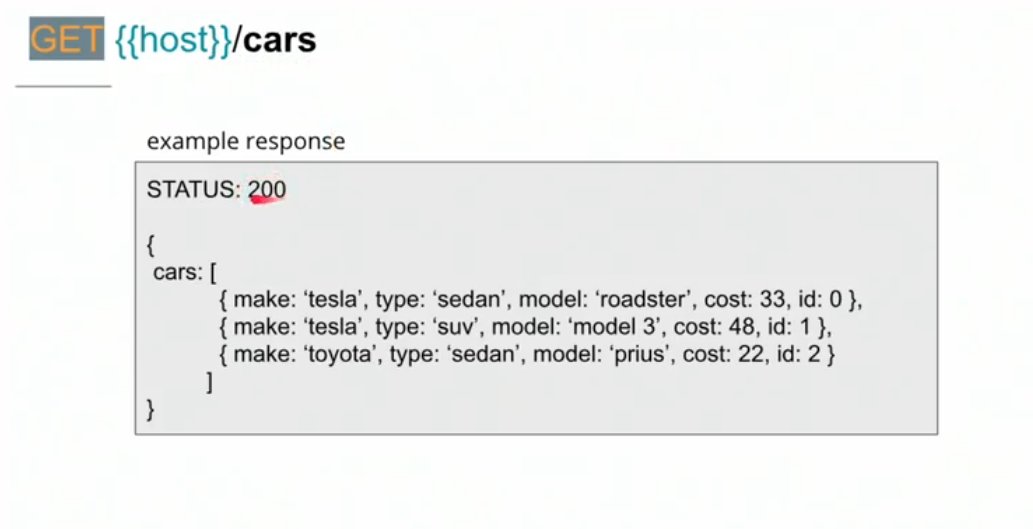 GET {{host}}/cars
example response
STATUS: 200
{
cars: [
{ make: ‘tesla’, type: ‘sedan’, model: ‘roadster’, cost: 33, id: 0 },
{ make: ‘tesla’, type: ‘suv’, model: ‘model 3’, cost: 48, id: 1 },
{ make: ‘toyota’, type: ‘sedan’, model: ‘prius’, cost: 22, id: 2 }
]
}